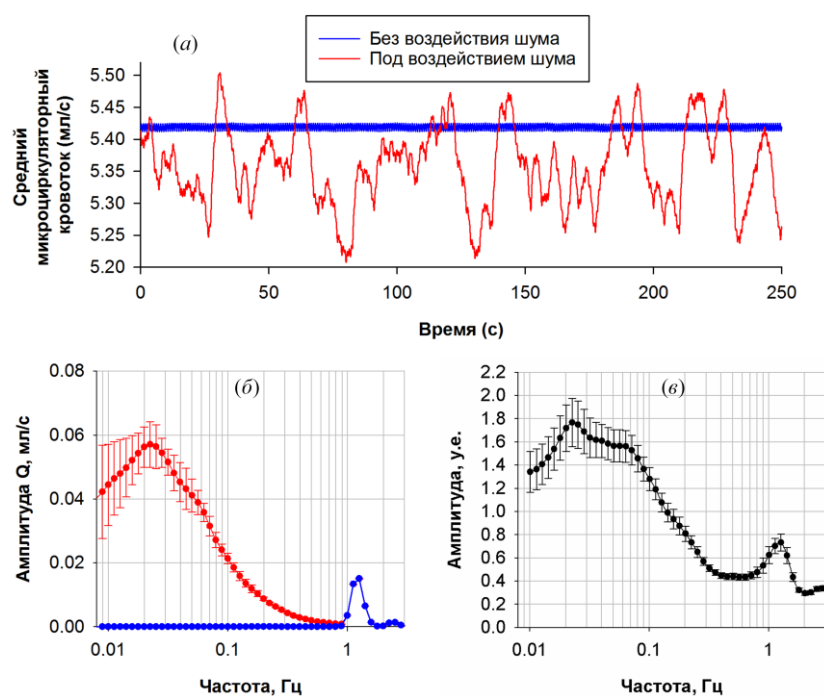 (а)
Без воздействия шума
Под воздействием шума
Средний
микроциркуляторный
кровоток (мл/с)
5.50
5.45
5.40
5.35
5.30
5.25
5.20
0 50 100 150 200 250
Время (с)
(б)
Амплитуда Q, мл/с
0.08
0.06
0.04
0.02
0.00
0.01 0.1 1
Частота, Гц
(в)
Амплитуда, у.е.
2.2
2.0
1.8
1.6
1.4
1.2
1.0
0.8
0.6
0.4
0.2
0.0
0.01 0.1 1
Частота, Гц